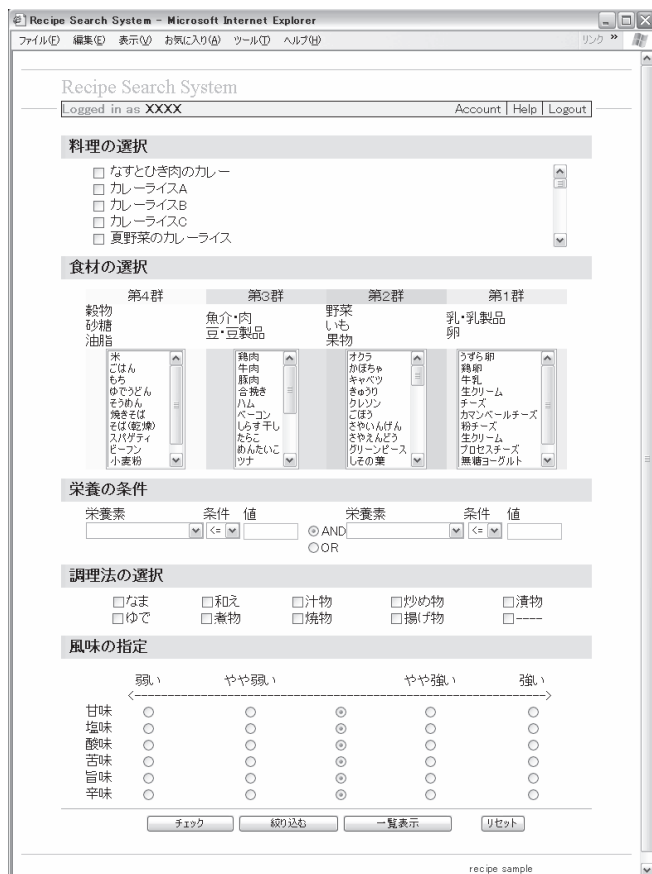 Recipe Search System - Microsoft Internet Explorer
ファイル(F) 編集(E) 表示(V) お気に入り(A) ツール(T) ヘルプ(H) リンク »
Recipe Search System
Logged in as XXXX Account | Help | Logout
料理の選択
なすとひき肉のカレー
カレーライスA
カレーライスB
カレーライスC
夏野菜のカレーライス
食材の選択
第4群 第3群 第2群 第1群
穀物
砂糖
油脂
魚介・肉
豆・豆製品
野菜
いも
果物
乳・乳製品
卵
米
ごはん
もち
ゆでうどん
そうめん
焼きそば
そば(乾燥)
スパゲティ
ビーフン
小麦粉
鶏肉
牛肉
豚肉
合挽き
ハム
ベーコン
しらす干し
たらこ
めんたいこ
ツナ
オクラ
かぼちゃ
キャベツ
きゅうり
クレソン
ごぼう
さやいんげん
さやえんどう
グリーンピース
しその葉
うずら卵
鶏卵
牛乳
生クリーム
チーズ
カマンベールチーズ
粉チーズ
生クリーム
プロセスチーズ
無糖ヨーグルト
栄養の条件
栄養素 条件 値 栄養素 条件 値
<= AND <=
OR
調理法の選択
なま 和え 汁物 炒め物 漬物
ゆで 煮物 焼物 揚げ物 ----
風味の指定
弱い やや弱い やや強い 強い
<---------------------------------------------------------------->
甘味
塩味
酸味
苦味
旨味
辛味
チェック 絞り込む 一覧表示 リセット
recipe sample